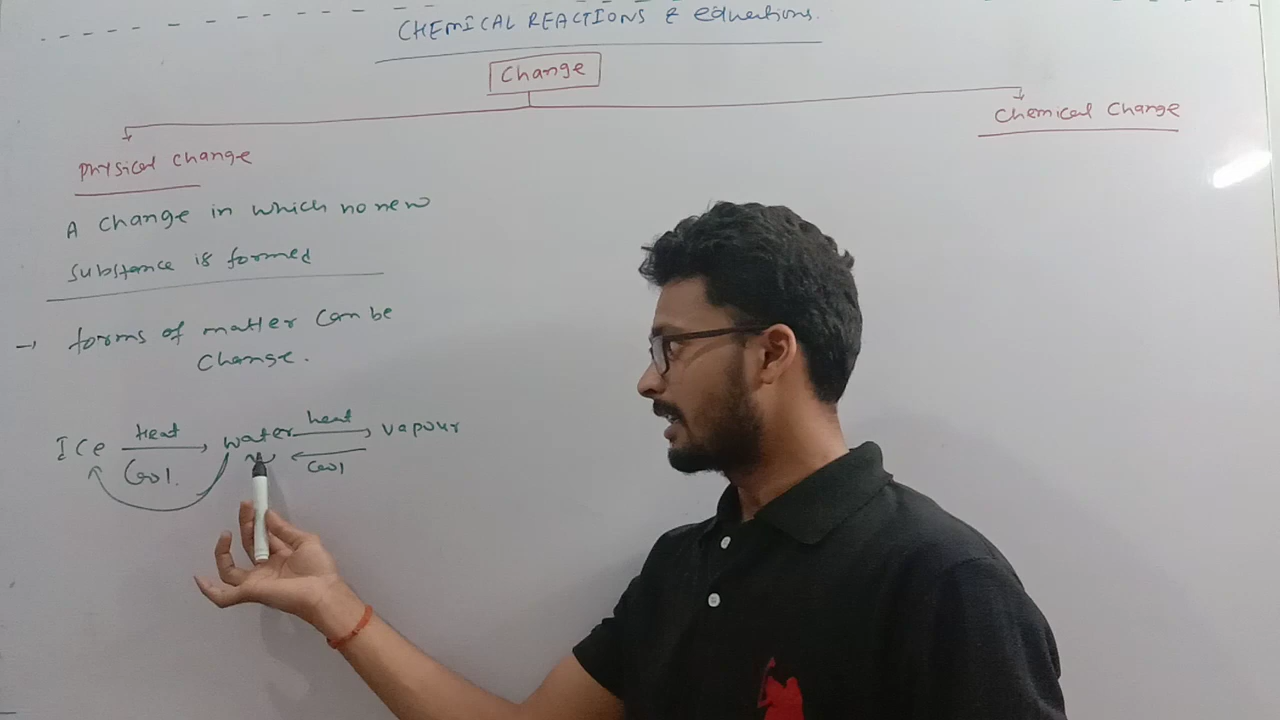 CHEMICAL REACTIONS & equations.
Change
Physical Change
Chemical Change
A change in which no new
substance is formed
→ forms of matter can be
change.
Ice Heat water heat vapour
Cool. Cool